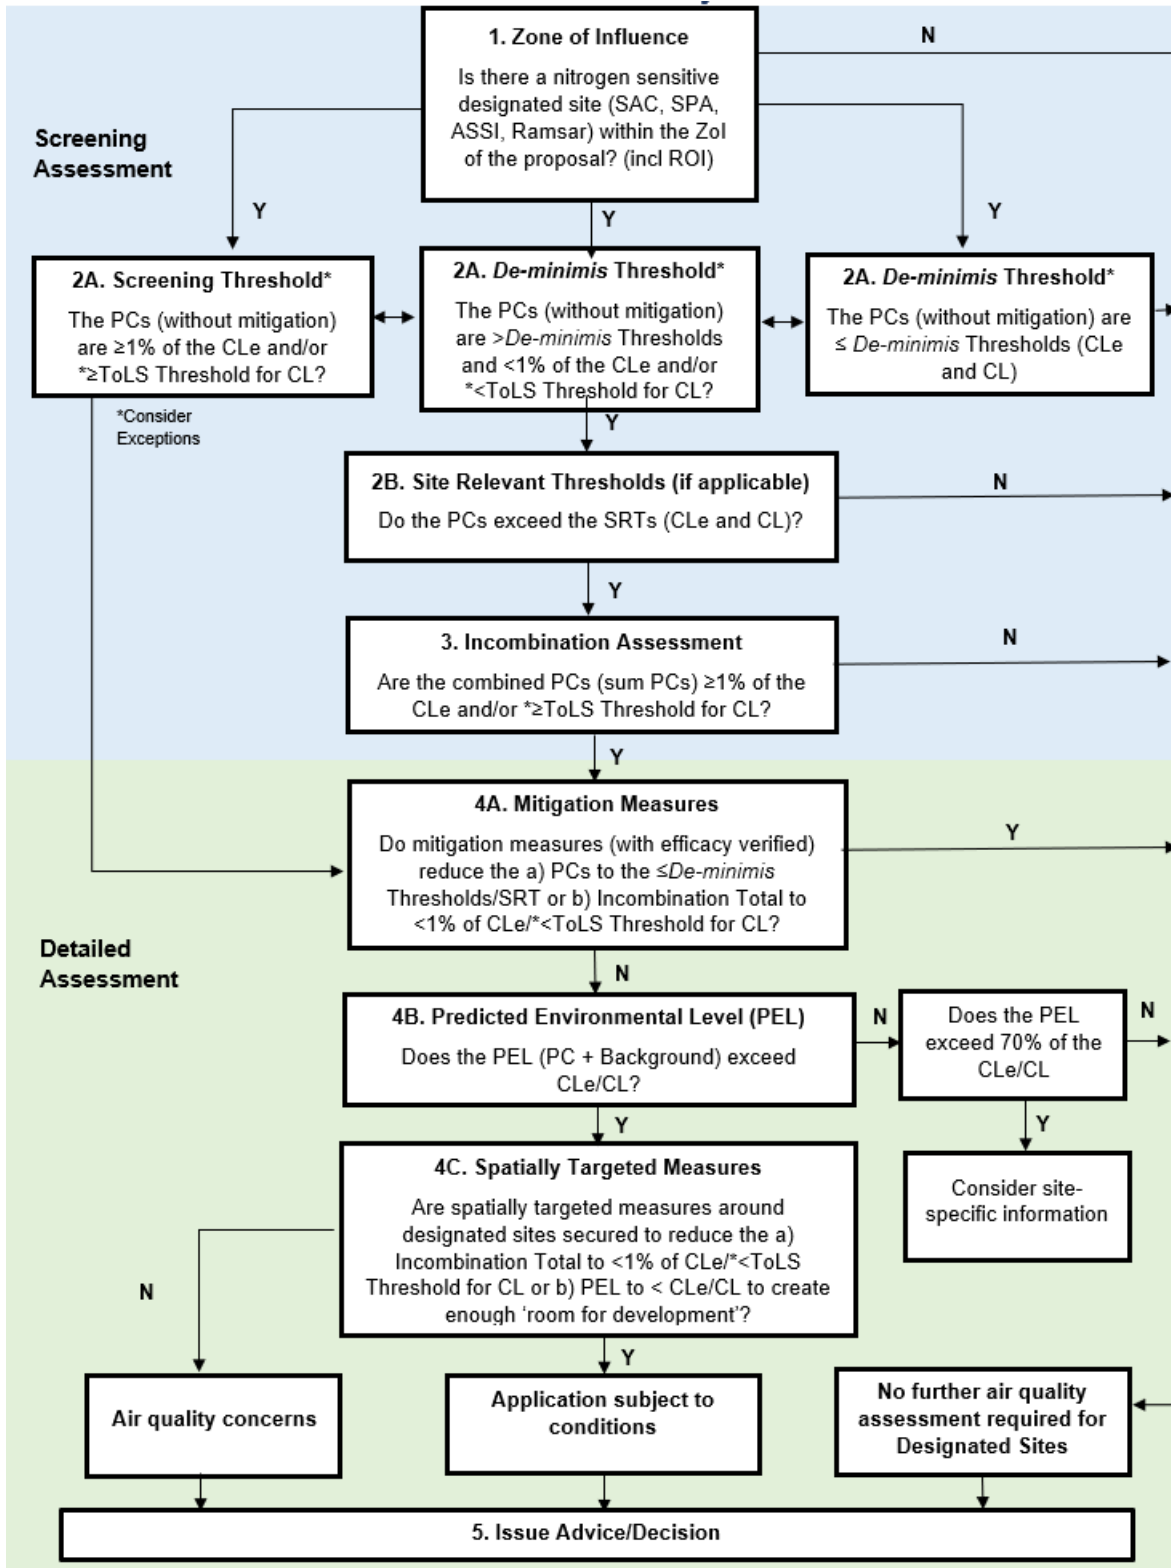 1. Zone of Influence
Is there a nitrogen sensitive
designated site (SAC, SPA,
ASSI, Ramsar) within the ZoI
of the proposal? (incl ROI)
N
Screening
Assessment
Y
Y
Y
2A. Screening Threshold*
The PCs (without mitigation)
are ≥1% of the CLe and/or
*≥ToLS Threshold for CL?
2A. De-minimis Threshold*
The PCs (without mitigation)
are >De-minimis Thresholds
and <1% of the CLe and/or
*<ToLS Threshold for CL?
2A. De-minimis Threshold*
The PCs (without mitigation) are
≤ De-minimis Thresholds (CLe
and CL)
*Consider
Exceptions
Y
2B. Site Relevant Thresholds (if applicable)
Do the PCs exceed the SRTs (CLe and CL)?
N
Y
3. Incombination Assessment
Are the combined PCs (sum PCs) ≥1% of the
CLe and/or *≥ToLS Threshold for CL?
N
Y
4A. Mitigation Measures
Do mitigation measures (with efficacy verified)
reduce the a) PCs to the ≤De-minimis
Thresholds/SRT or b) Incombination Total to
<1% of CLe/*<ToLS Threshold for CL?
Y
Detailed
Assessment
N
4B. Predicted Environmental Level (PEL)
Does the PEL (PC + Background) exceed
CLe/CL?
N
Does the PEL
exceed 70% of the
CLe/CL
N
Y
Y
Consider site-
specific information
4C. Spatially Targeted Measures
Are spatially targeted measures around
designated sites secured to reduce the a)
Incombination Total to <1% of CLe/*<ToLS
Threshold for CL or b) PEL to < CLe/CL to create
enough ‘room for development’?
N
Y
Air quality concerns
Application subject to
conditions
No further air quality
assessment required for
Designated Sites
5. Issue Advice/Decision